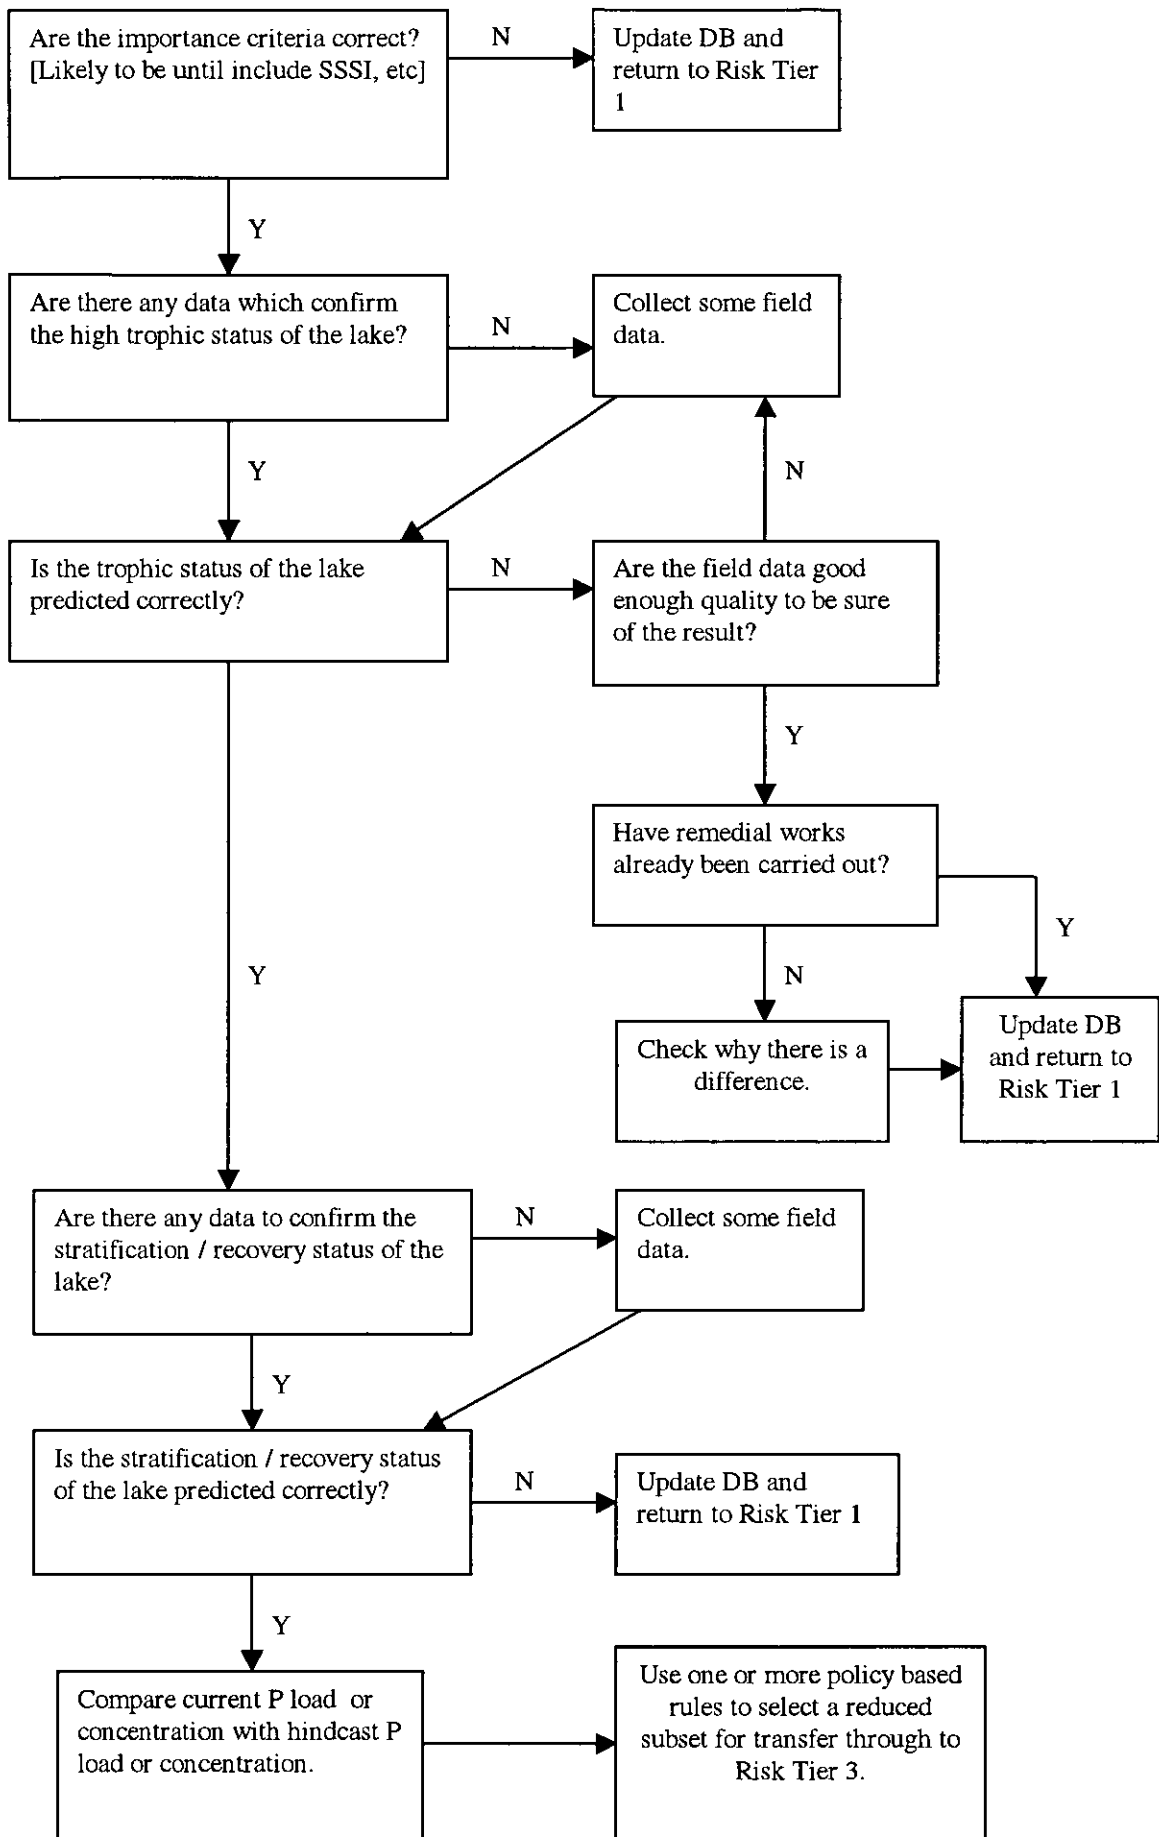 Are the importance criteria correct?
[Likely to be until include SSSI, etc]
N
Update DB and
return to Risk Tier
1
Y
Are there any data which confirm
the high trophic status of the lake?
N
Collect some field
data.
Y
N
Is the trophic status of the lake
predicted correctly?
N
Are the field data good
enough quality to be sure
of the result?
Y
Have remedial works
already been carried out?
Y
Y
N
Check why there is a
difference.
Update DB
and return to
Risk Tier 1
Are there any data to confirm the
stratification / recovery status of the
lake?
N
Collect some field
data.
Y
Is the stratification / recovery status
of the lake predicted correctly?
N
Update DB and
return to Risk Tier 1
Y
Compare current P load or
concentration with hindcast P
load or concentration.
Use one or more policy based
rules to select a reduced
subset for transfer through to
Risk Tier 3.